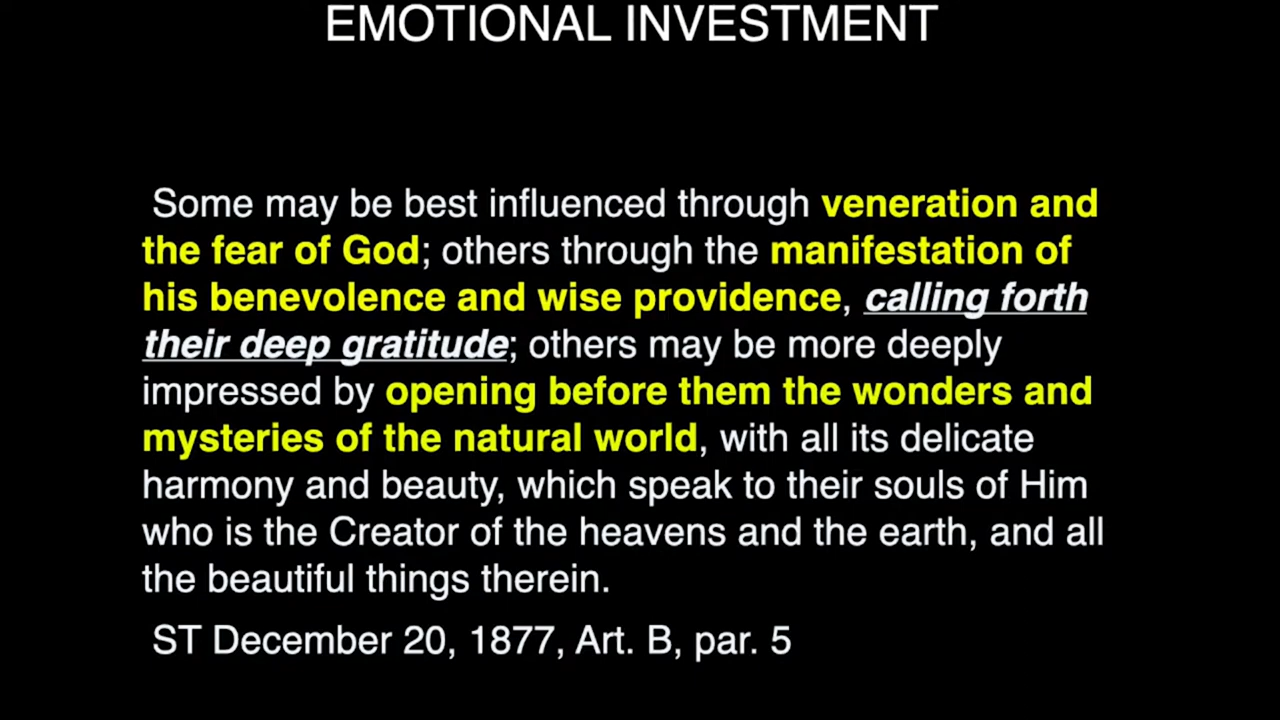 EMOTIONAL INVESTMENT
Some may be best influenced through veneration and
the fear of God; others through the manifestation of
his benevolence and wise providence, calling forth
their deep gratitude; others may be more deeply
impressed by opening before them the wonders and
mysteries of the natural world, with all its delicate
harmony and beauty, which speak to their souls of Him
who is the Creator of the heavens and the earth, and all
the beautiful things therein.
ST December 20, 1877, Art. B, par. 5